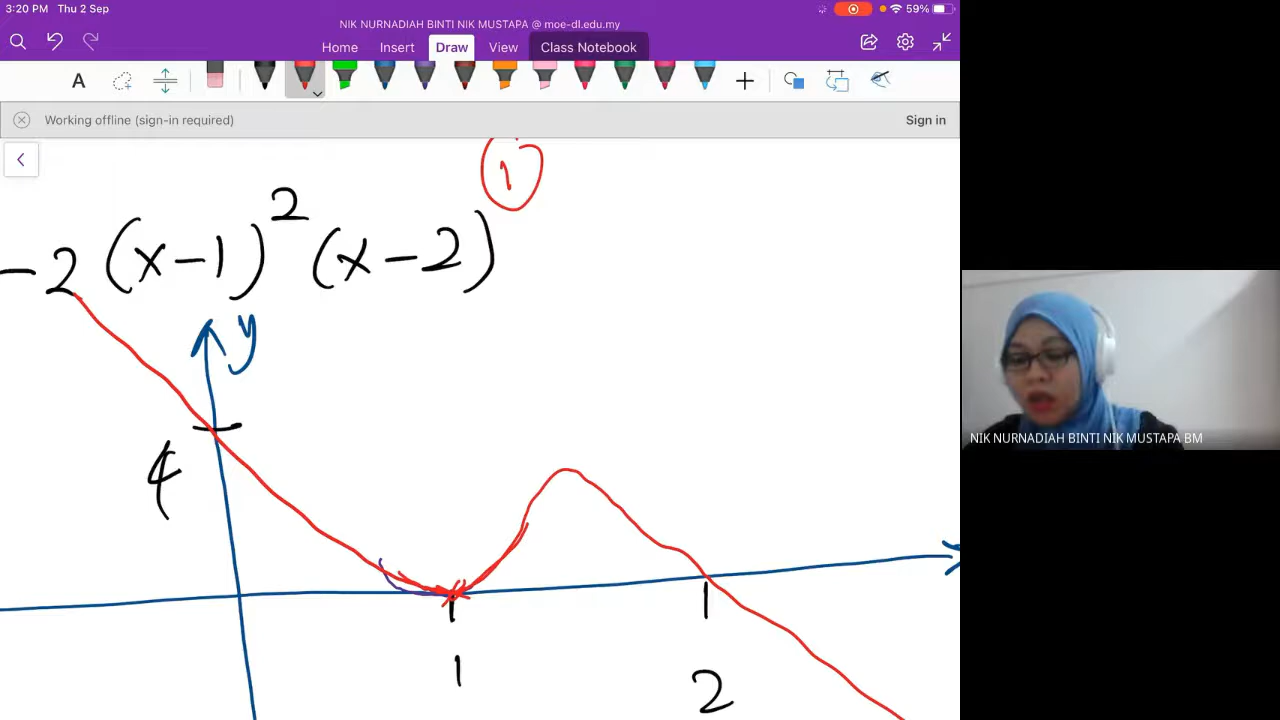 3:20 PM Thu 2 Sep
59%
NIK NURNADIAH BINTI NIK MUSTAPA @ moe-dl.edu.my
Home Insert Draw View Class Notebook
A
Working offline (sign-in required)
Sign in
1
-2(x-1)²(x-2)
y
4
1
2
NIK NURNADIAH BINTI NIK MUSTAPA BM